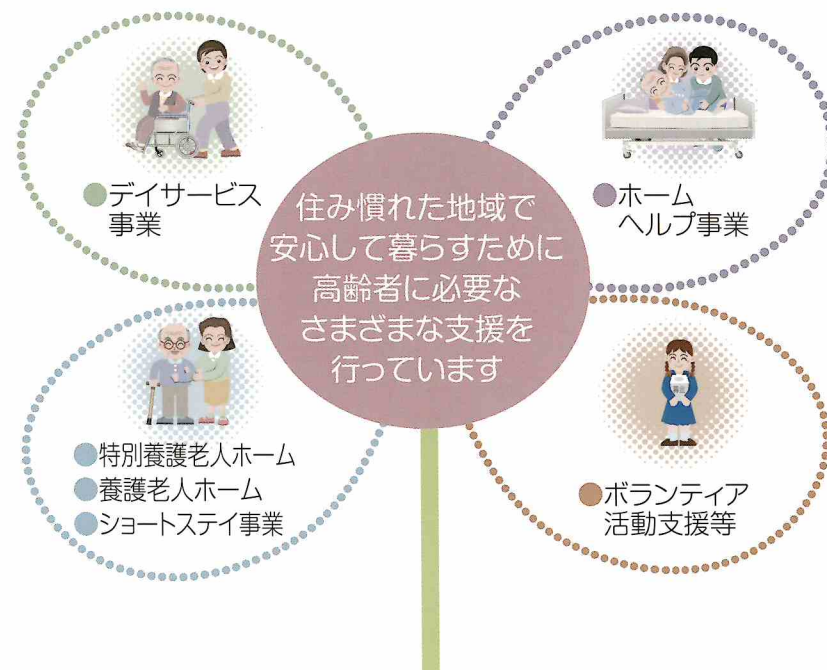 ●デイサービス
事業
●ホーム
ヘルプ事業
住み慣れた地域で
安心して暮らすために
高齢者に必要な
さまざまな支援を
行っています
●特別養護老人ホーム
●養護老人ホーム
●ショートステイ事業
●ボランティア
活動支援等